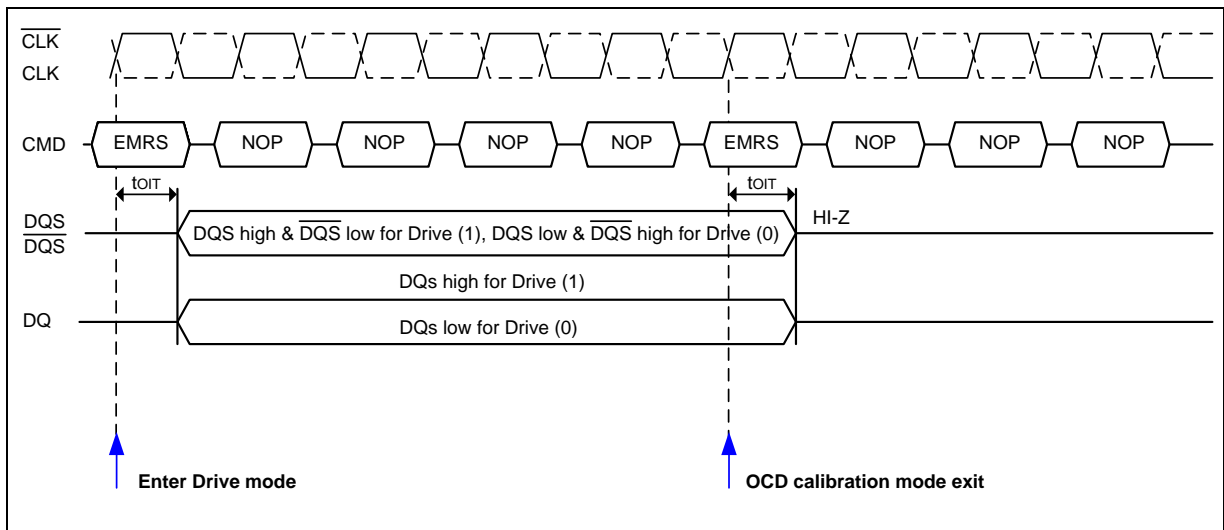 CLK
CLK
CMD EMRS NOP NOP NOP NOP EMRS NOP NOP NOP
tOIT tOIT
DQS
DQS
DQS high & DQS low for Drive (1), DQS low & DQS high for Drive (0)
HI-Z
DQs high for Drive (1)
DQ
DQs low for Drive (0)
Enter Drive mode
OCD calibration mode exit